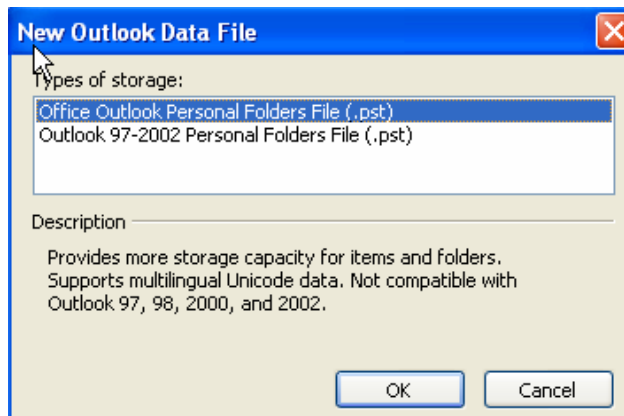 New Outlook Data File
Types of storage:
Office Outlook Personal Folders File (.pst)
Outlook 97-2002 Personal Folders File (.pst)
Description
Provides more storage capacity for items and folders.
Supports multilingual Unicode data. Not compatible with
Outlook 97, 98, 2000, and 2002.
OK Cancel